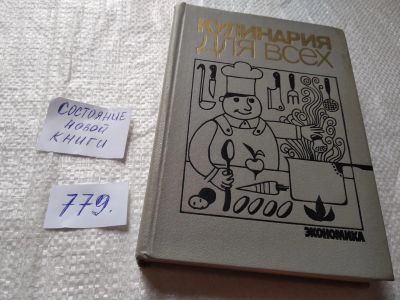 КУЛИНАРИЯ
ДЛЯ ВСЕХ
ЭКОНОМИКА
СОСТОЯНИЕ
НОВОЙ
КНИГИ
779.